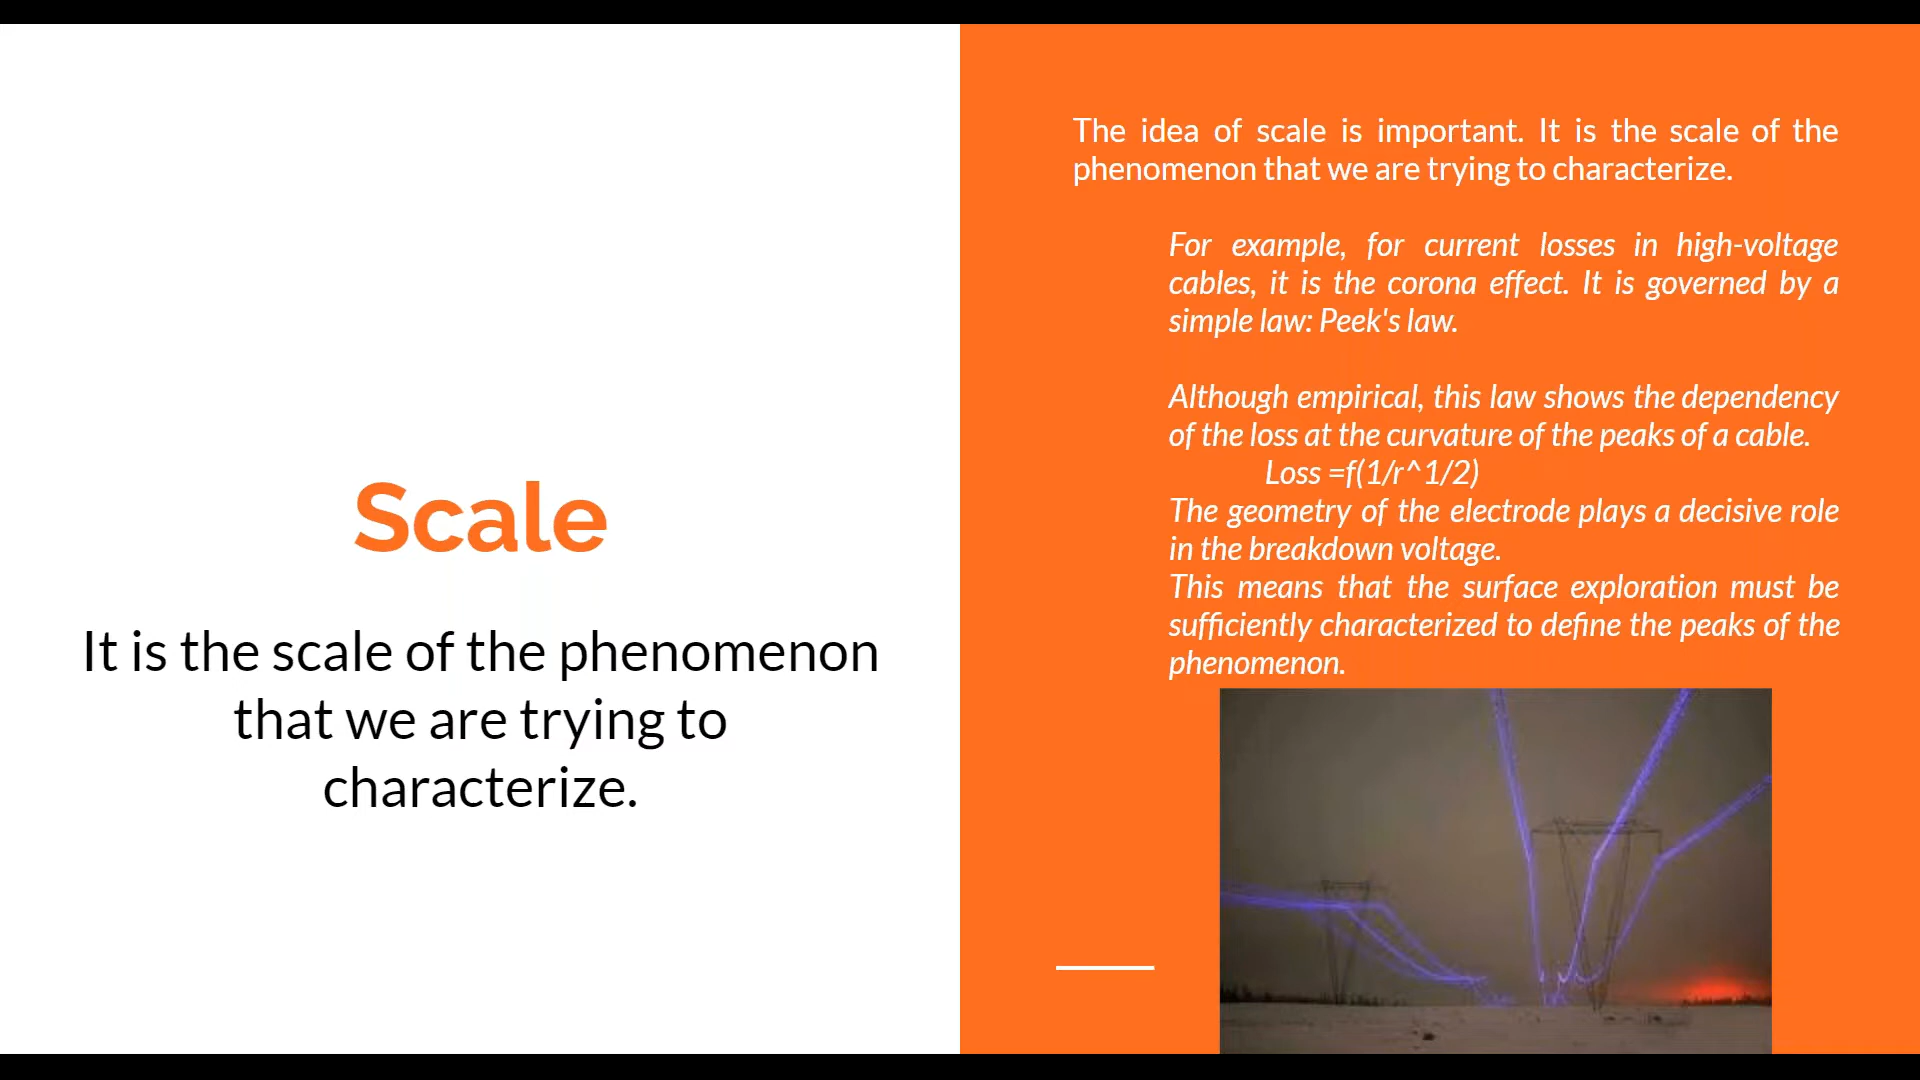 Scale
It is the scale of the phenomenon
that we are trying to
characterize.
The idea of scale is important. It is the scale of the
phenomenon that we are trying to characterize.
For example, for current losses in high-voltage
cables, it is the corona effect. It is governed by a
simple law: Peek's law.
Although empirical, this law shows the dependency
of the loss at the curvature of the peaks of a cable.
Loss =f(1/r^1/2)
The geometry of the electrode plays a decisive role
in the breakdown voltage.
This means that the surface exploration must be
sufficiently characterized to define the peaks of the
phenomenon.